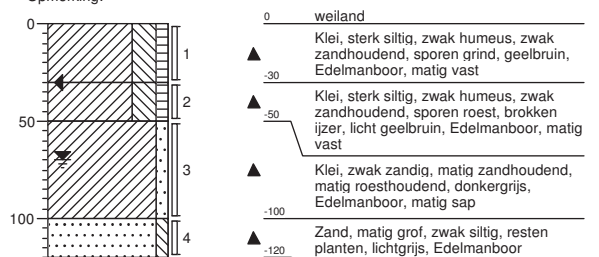 Opmerking:
0
50
100
1
2
3
4
0 weiland
Klei, sterk siltig, zwak humeus, zwak
zandhoudend, sporen grind, geelbruin,
Edelmanboor, matig vast
-30
Klei, sterk siltig, zwak humeus, zwak
zandhoudend, sporen roest, brokken
ijzer, licht geelbruin, Edelmanboor, matig
vast
-50
Klei, zwak zandig, matig zandhoudend,
matig roesthoudend, donkergrijs,
Edelmanboor, matig sap
-100
Zand, matig grof, zwak siltig, resten
planten, lichtgrijs, Edelmanboor
-120